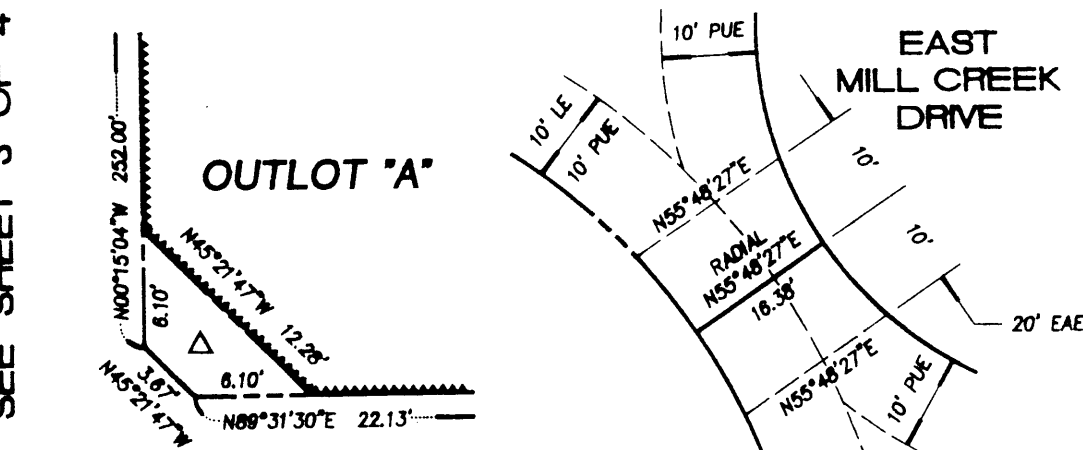 SEE SHEET 3 OF 4
252.00'
N00°15'04"W
6.10'
OUTLOT "A"
N45°21'47"W
12.28'
3.67'
N45°21'47"W
6.10'
N89°31'30"E 22.13'
10' PUE
10' LE
10' PUE
EAST
MILL CREEK
DRIVE
N55°48'27"E
10'
RADIAL
N55°48'27"E
16.38'
10'
20' EAE
N55°48'27"E
10' PUE